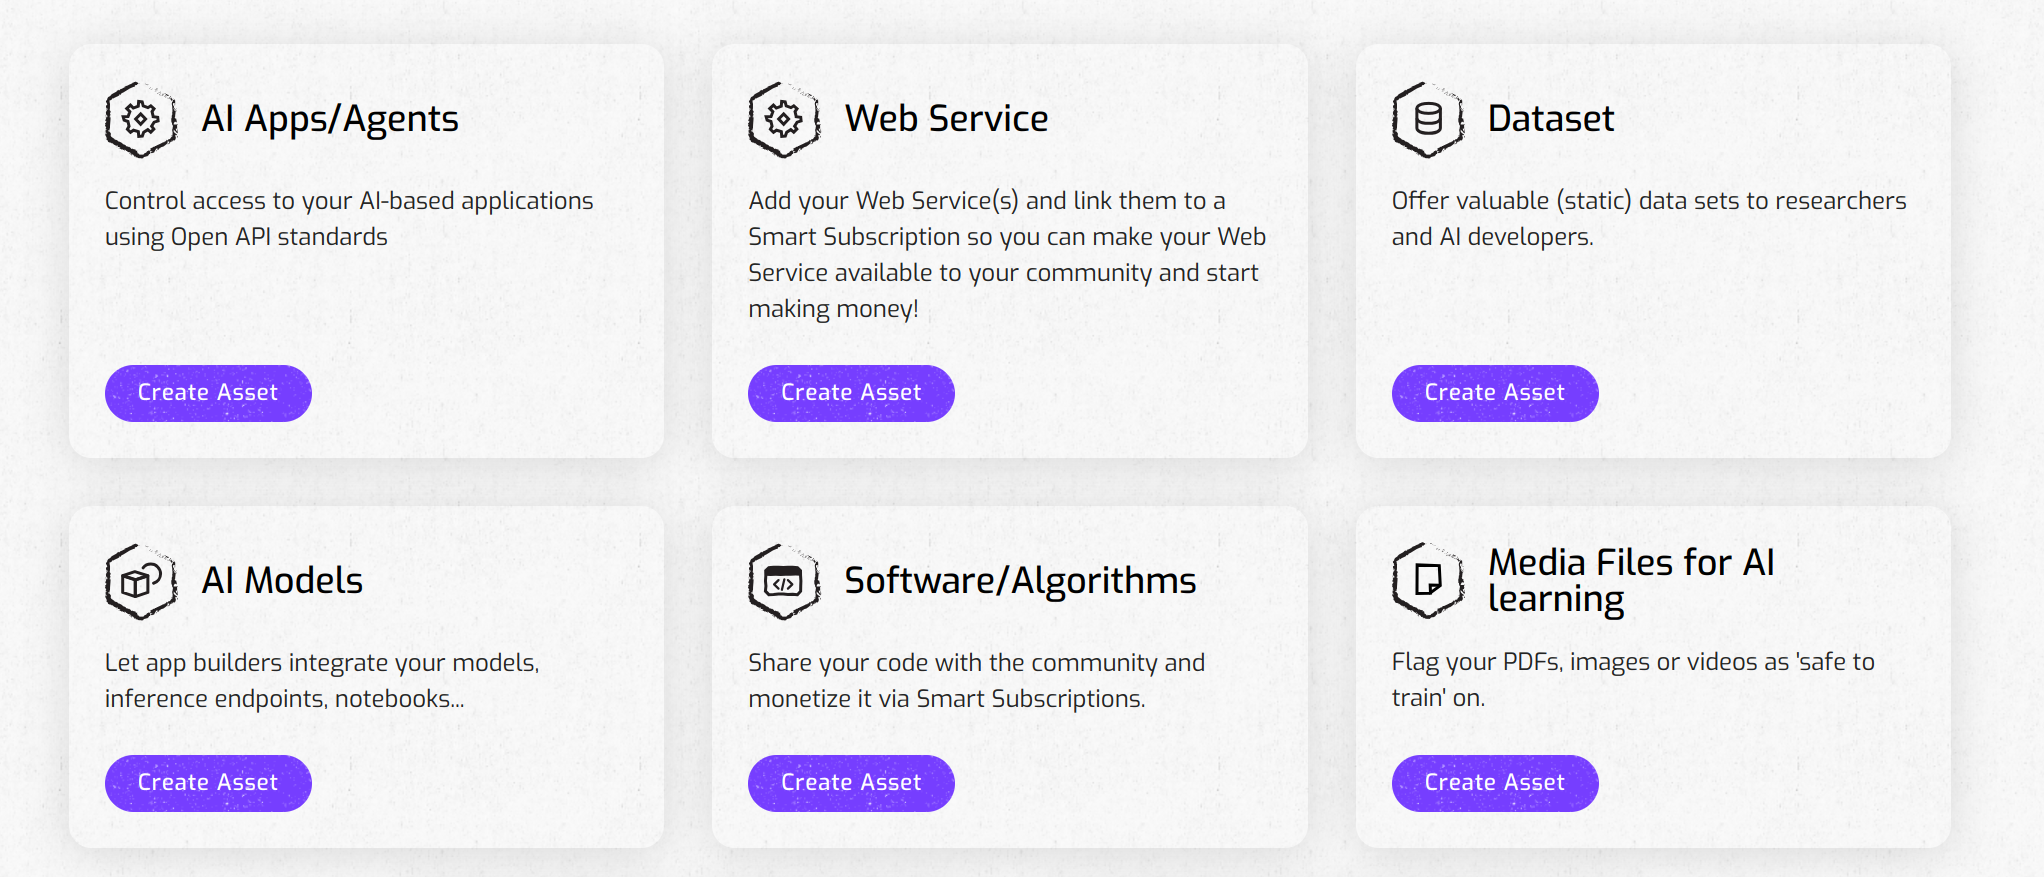 AI Apps/Agents
Control access to your AI-based applications
using Open API standards
Create Asset
Web Service
Add your Web Service(s) and link them to a
Smart Subscription so you can make your Web
Service available to your community and start
making money!
Create Asset
Dataset
Offer valuable (static) data sets to researchers
and AI developers.
Create Asset
AI Models
Let app builders integrate your models,
inference endpoints, notebooks...
Create Asset
Software/Algorithms
Share your code with the community and
monetize it via Smart Subscriptions.
Create Asset
Media Files for AI
learning
Flag your PDFs, images or videos as 'safe to
train' on.
Create Asset